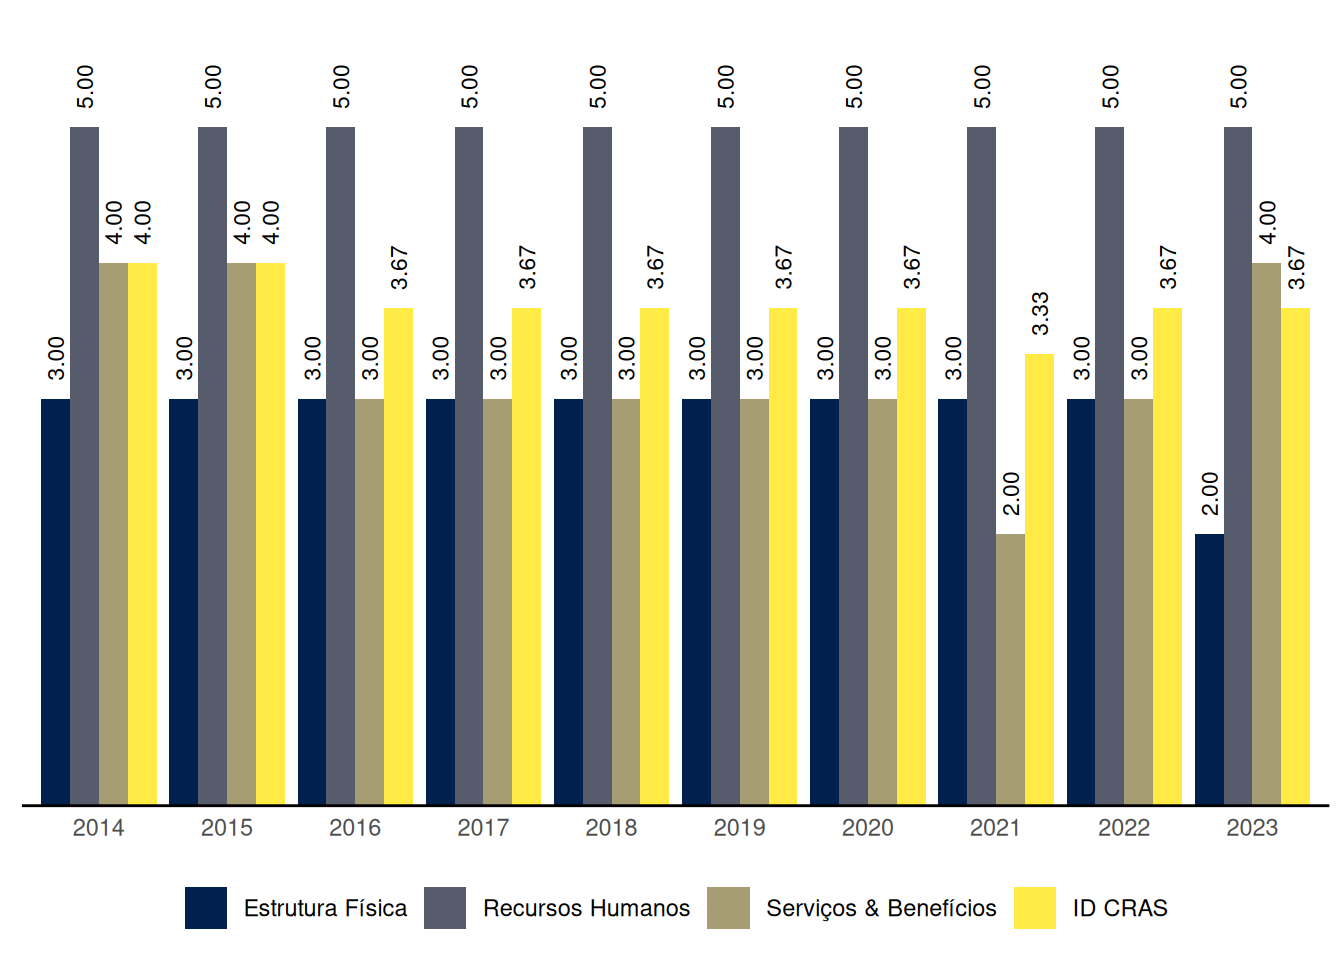 5.00 5.00 5.00 5.00 5.00 5.00 5.00 5.00 5.00 5.00
4.00 4.00 4.00 4.00 4.00
3.67 3.67 3.67 3.67 3.67 3.67 3.67
3.33
3.00 3.00 3.00 3.00 3.00 3.00 3.00 3.00 3.00 3.00 3.00 3.00 3.00 3.00 3.00
2.00 2.00
2014 2015 2016 2017 2018 2019 2020 2021 2022 2023
Estrutura Física Recursos Humanos Serviços & Benefícios ID CRAS